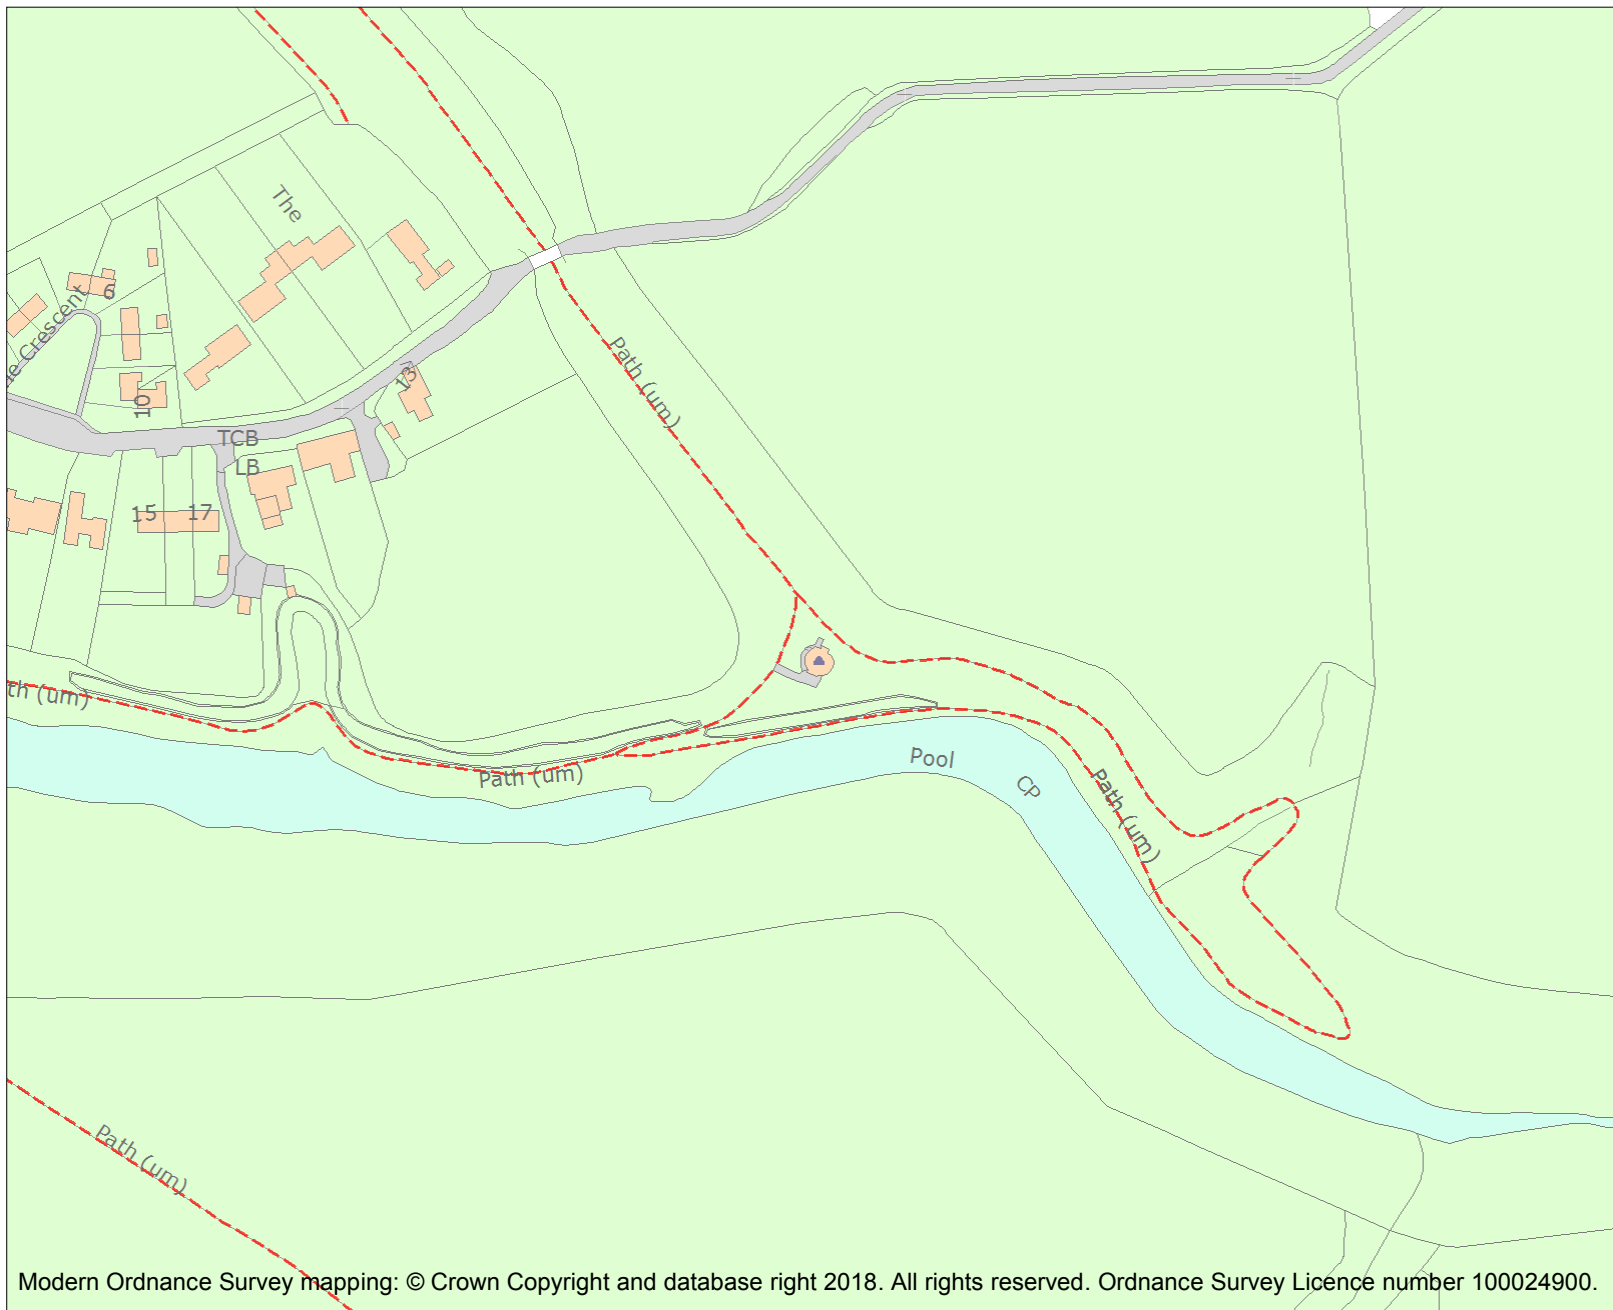 The
6
e Crescent
Path (um)
13
10
TCB
LB
15
17
th (um)
Pool
CP
Path (um)
Path (um)
Path (um)
Modern Ordnance Survey mapping: © Crown Copyright and database right 2018. All rights reserved. Ordnance Survey Licence number 100024900.